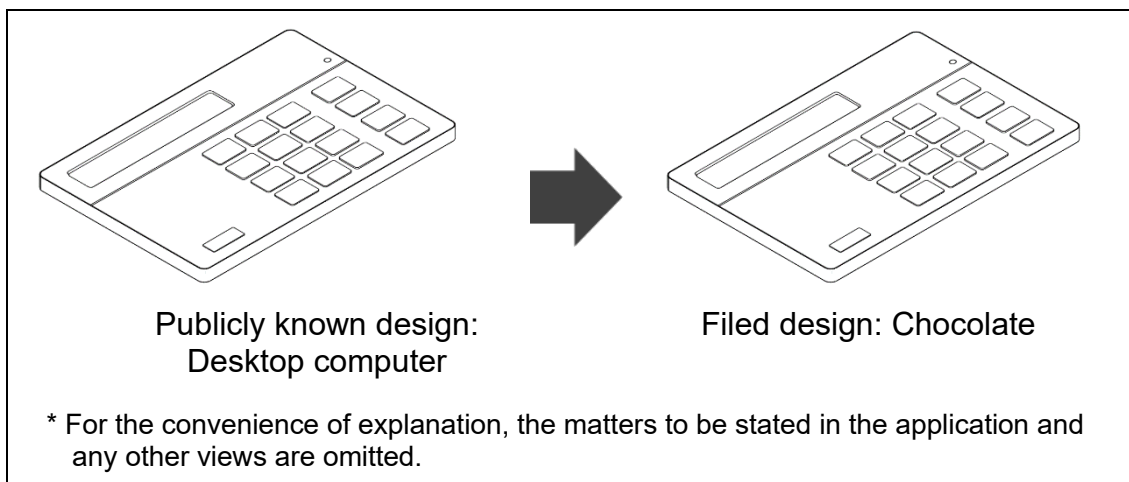 Publicly known design:
Desktop computer
Filed design: Chocolate
* For the convenience of explanation, the matters to be stated in the application and
any other views are omitted.